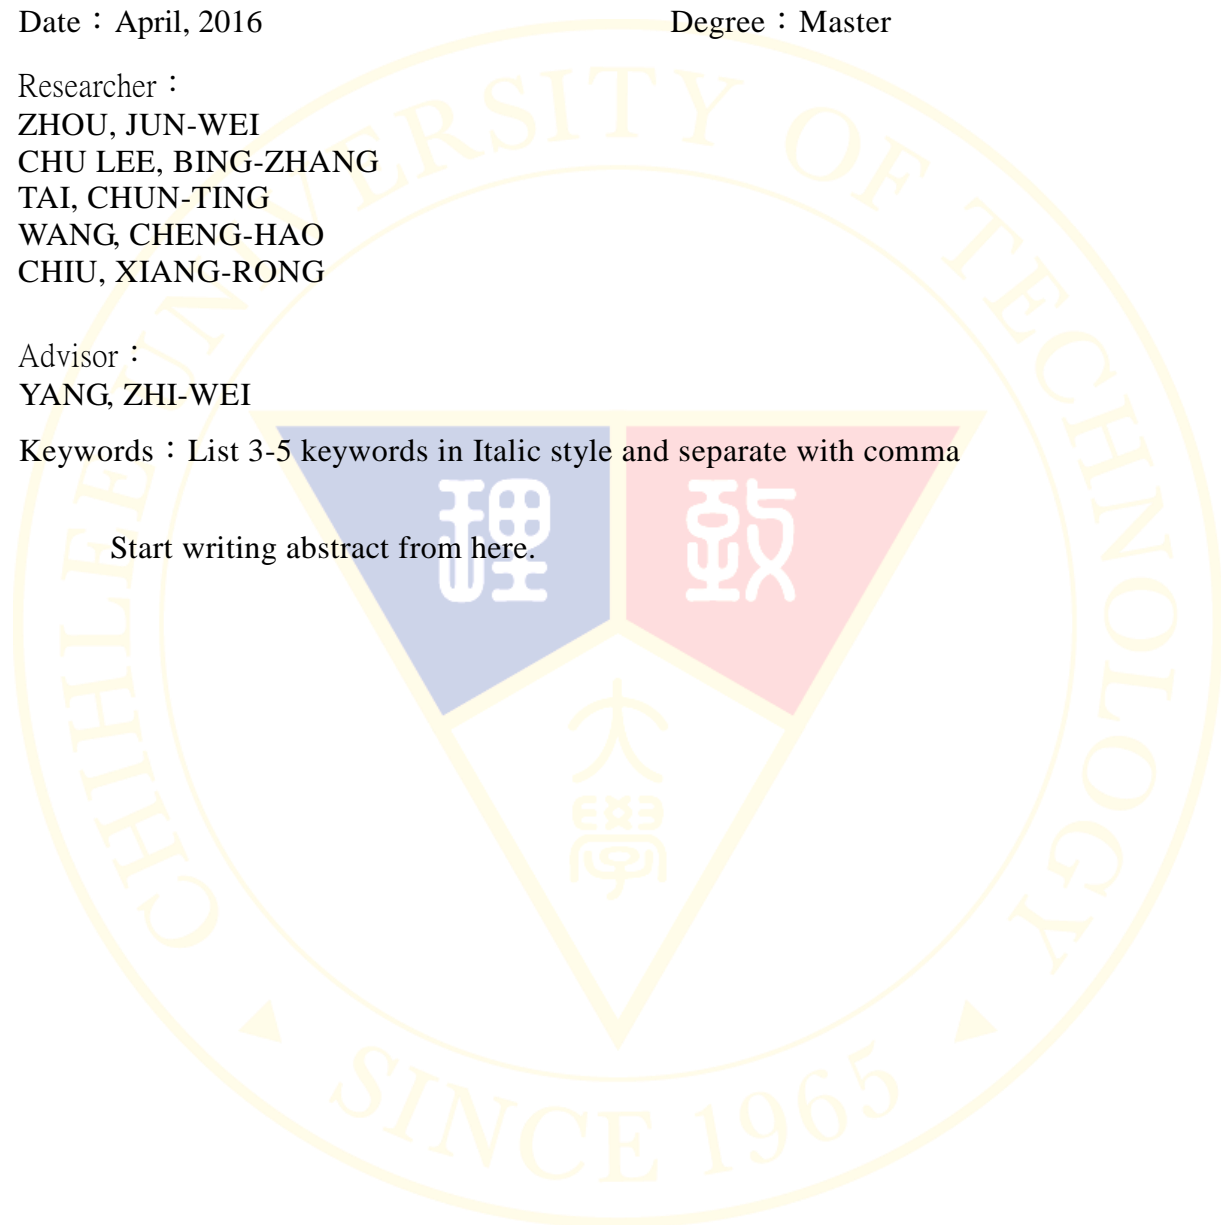 Date：April, 2016 Degree：Master
Researcher：
ZHOU, JUN-WEI
CHU LEE, BING-ZHANG
TAI, CHUN-TING
WANG, CHENG-HAO
CHIU, XIANG-RONG
Advisor：
YANG, ZHI-WEI
Keywords：List 3-5 keywords in Italic style and separate with comma
Start writing abstract from here.
CHIHLEE UNIVERSITY OF TECHNOLOGY
理 致
大
學
SINCE 1965